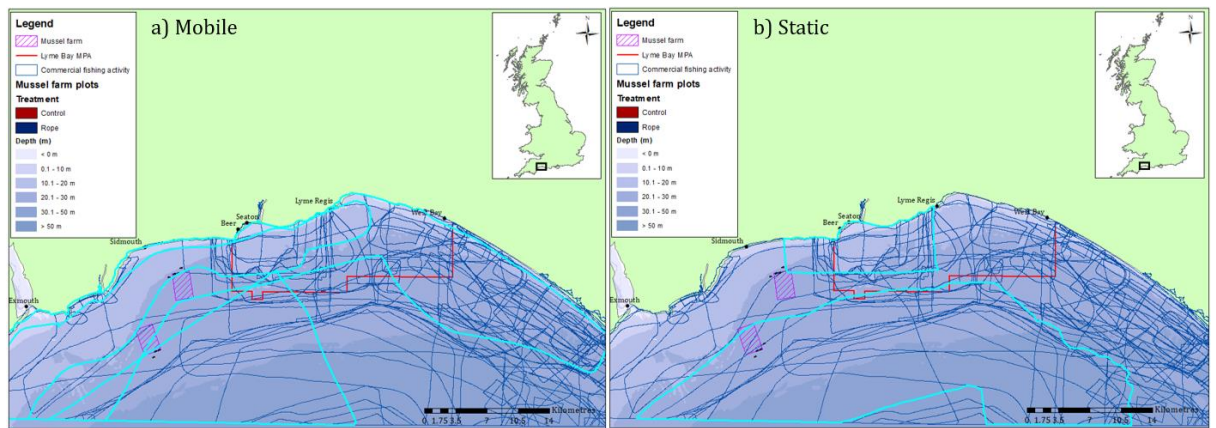 a) Mobile
Legend
Mussel farm
Lyme Bay MPA
Commercial fishing activity
Mussel farm plots
Treatment
Control
Rope
Depth (m)
< 0 m
0.1 - 10 m
10.1 - 20 m
20.1 - 30 m
30.1 - 50 m
> 50 m
N
Lyme Regis
West Bay
Seaton
Beer
Sidmouth
Exmouth
Kilometres
0 1.75 3.5 7 10.5 14
b) Static
Legend
Mussel farm
Lyme Bay MPA
Commercial fishing activity
Mussel farm plots
Treatment
Control
Rope
Depth (m)
< 0 m
0.1 - 10 m
10.1 - 20 m
20.1 - 30 m
30.1 - 50 m
> 50 m
N
Lyme Regis
West Bay
Seaton
Beer
Sidmouth
Exmouth
Kilometres
0 1.75 3.5 7 10.5 14